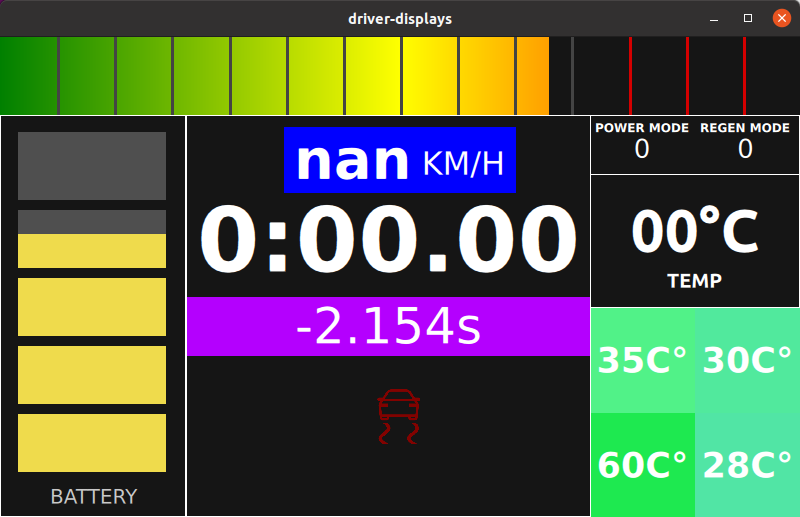 driver-displays
POWER MODE REGEN MODE
0 0
nan KM/H
0:00.00
00°C
TEMP
-2.154s
35C° 30C°
60C° 28C°
BATTERY